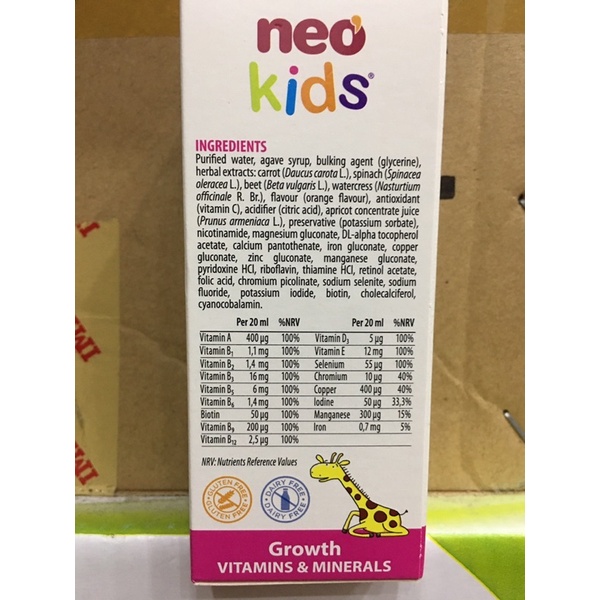 neo
kids®
INGREDIENTS
Purified water, agave syrup, bulking agent (glycerine),
herbal extracts: carrot (Daucus carota L.), spinach (Spinacea
oleracea L.), beet (Beta vulgaris L.), watercress (Nasturtium
officinale R. Br.), flavour (orange flavour), antioxidant
(vitamin C), acidifier (citric acid), apricot concentrate juice
(Prunus armeniaca L.), preservative (potassium sorbate),
nicotinamide, magnesium gluconate, DL-alpha tocopherol
acetate, calcium pantothenate, iron gluconate, copper
gluconate, zinc gluconate, manganese gluconate,
pyridoxine HCl, riboflavin, thiamine HCl, retinol acetate,
folic acid, chromium picolinate, sodium selenite, sodium
fluoride, potassium iodide, biotin, cholecalciferol,
cyanocobalamin.
Per 20 ml %NRV Per 20 ml %NRV
Vitamin A 400 µg 100% Vitamin D3 5 µg 100%
Vitamin B1 1,1 mg 100% Vitamin E 12 mg 100%
Vitamin B2 1,4 mg 100% Selenium 55 µg 100%
Vitamin B3 16 mg 100% Chromium 10 µg 40%
Vitamin B5 6 mg 100% Copper 400 µg 40%
Vitamin B6 1,4 mg 100% Iodine 50 µg 33,3%
Biotin 50 µg 100% Manganese 300 µg 15%
Vitamin B9 200 µg 100% Iron 0,7 mg 5%
Vitamin B12 2,5 µg 100%
NRV: Nutrients Reference Values
GLUTEN FREE
GLUTEN FREE
DAIRY FREE
DAIRY FREE
Growth
VITAMINS & MINERALS